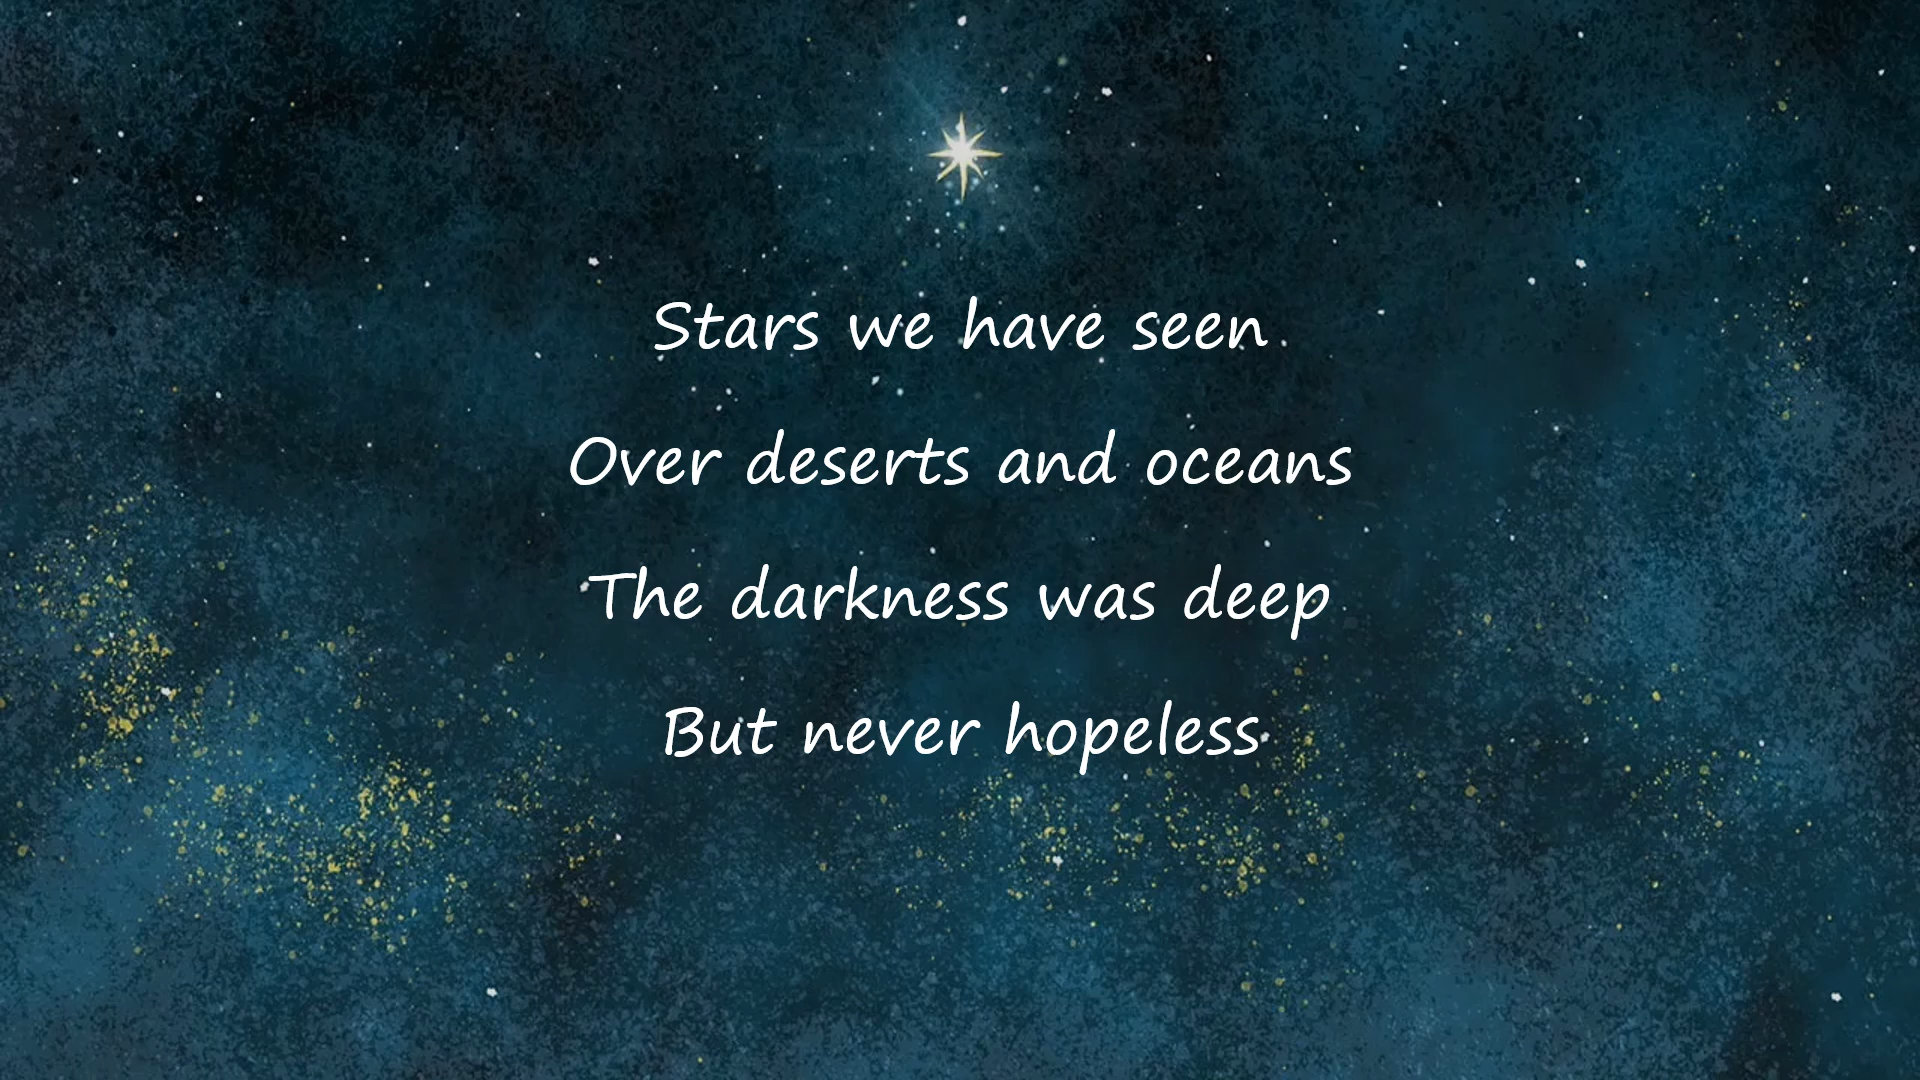 Stars we have seen
Over deserts and oceans
The darkness was deep
But never hopeless